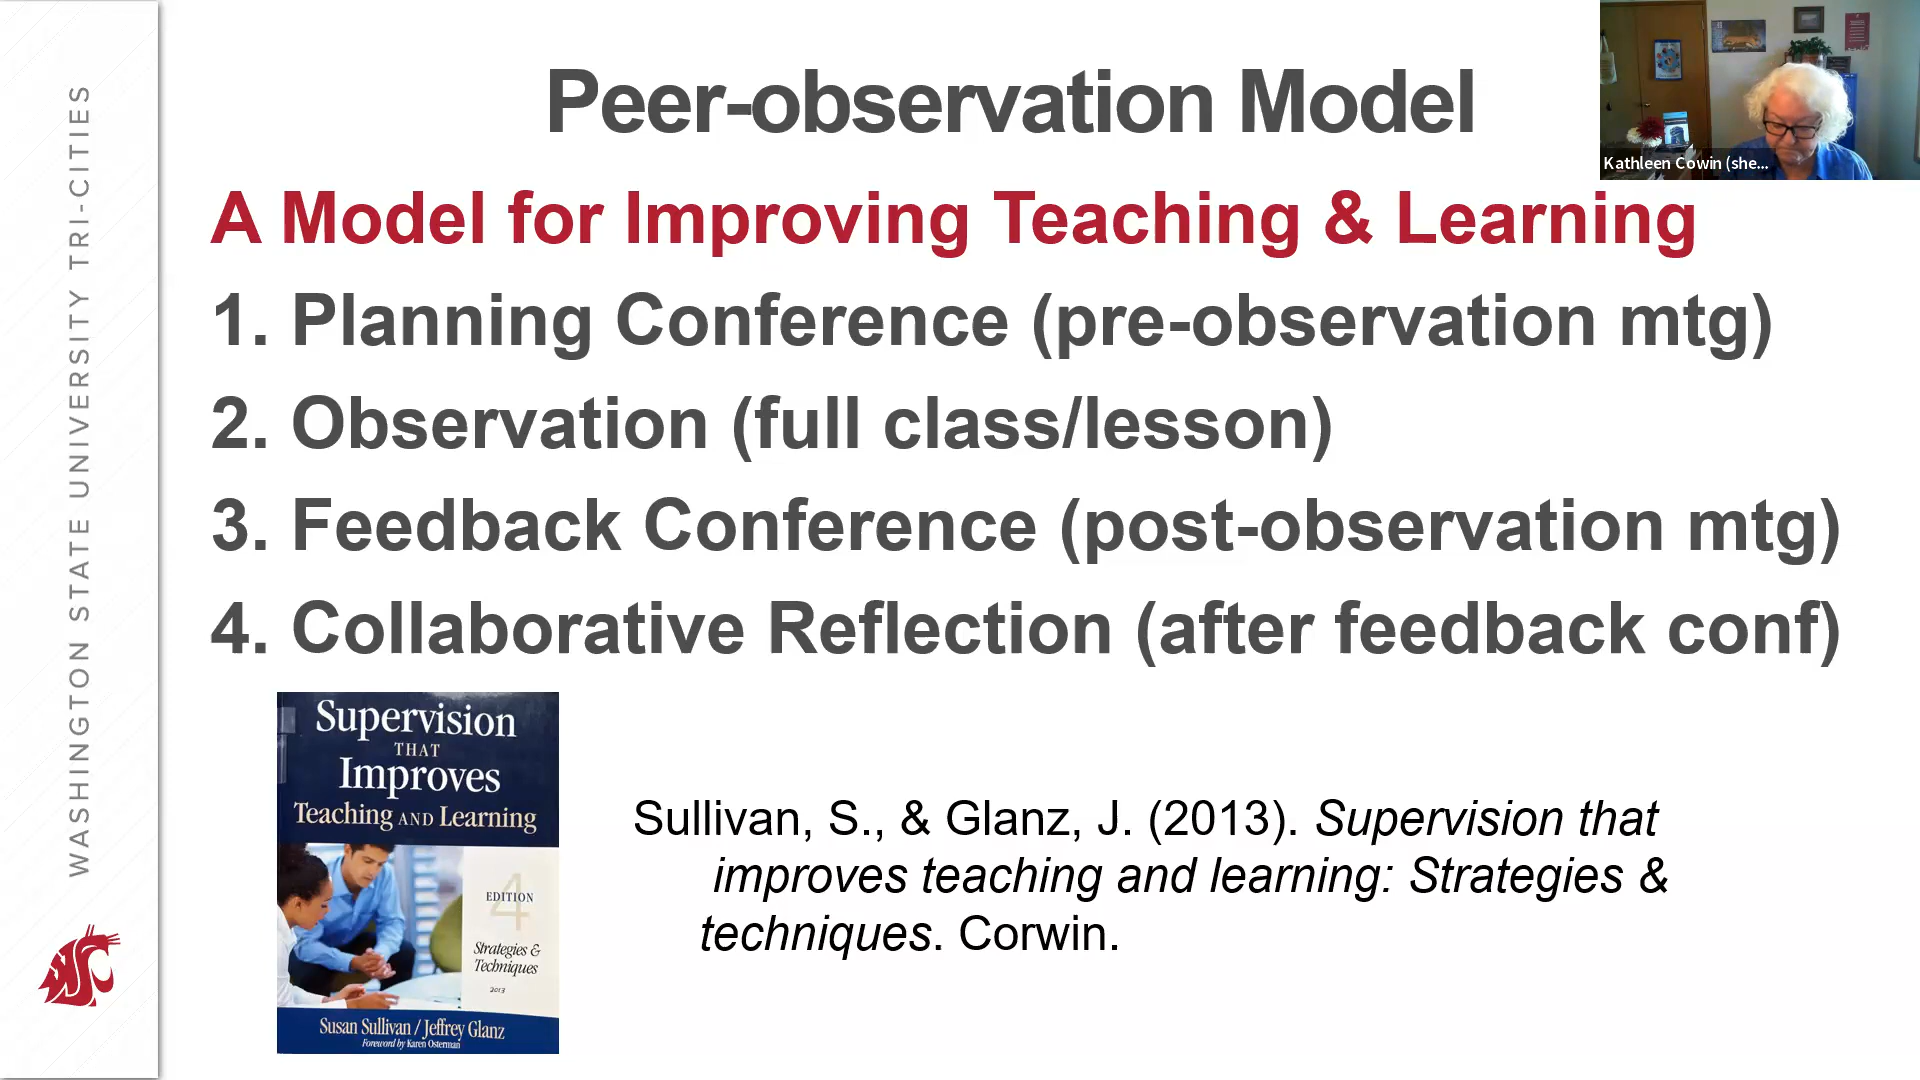 WASHINGTON STATE UNIVERSITY TRI-CITIES
Peer-observation Model
Kathleen Cowin (she...
A Model for Improving Teaching & Learning
1. Planning Conference (pre-observation mtg)
2. Observation (full class/lesson)
3. Feedback Conference (post-observation mtg)
4. Collaborative Reflection (after feedback conf)
Supervision
THAT
Improves
Teaching AND Learning
4
EDITION
Strategies &
Techniques
2013
Susan Sullivan / Jeffrey Glanz
Foreword by Karen Osterman
Sullivan, S., & Glanz, J. (2013). Supervision that
improves teaching and learning: Strategies &
techniques. Corwin.